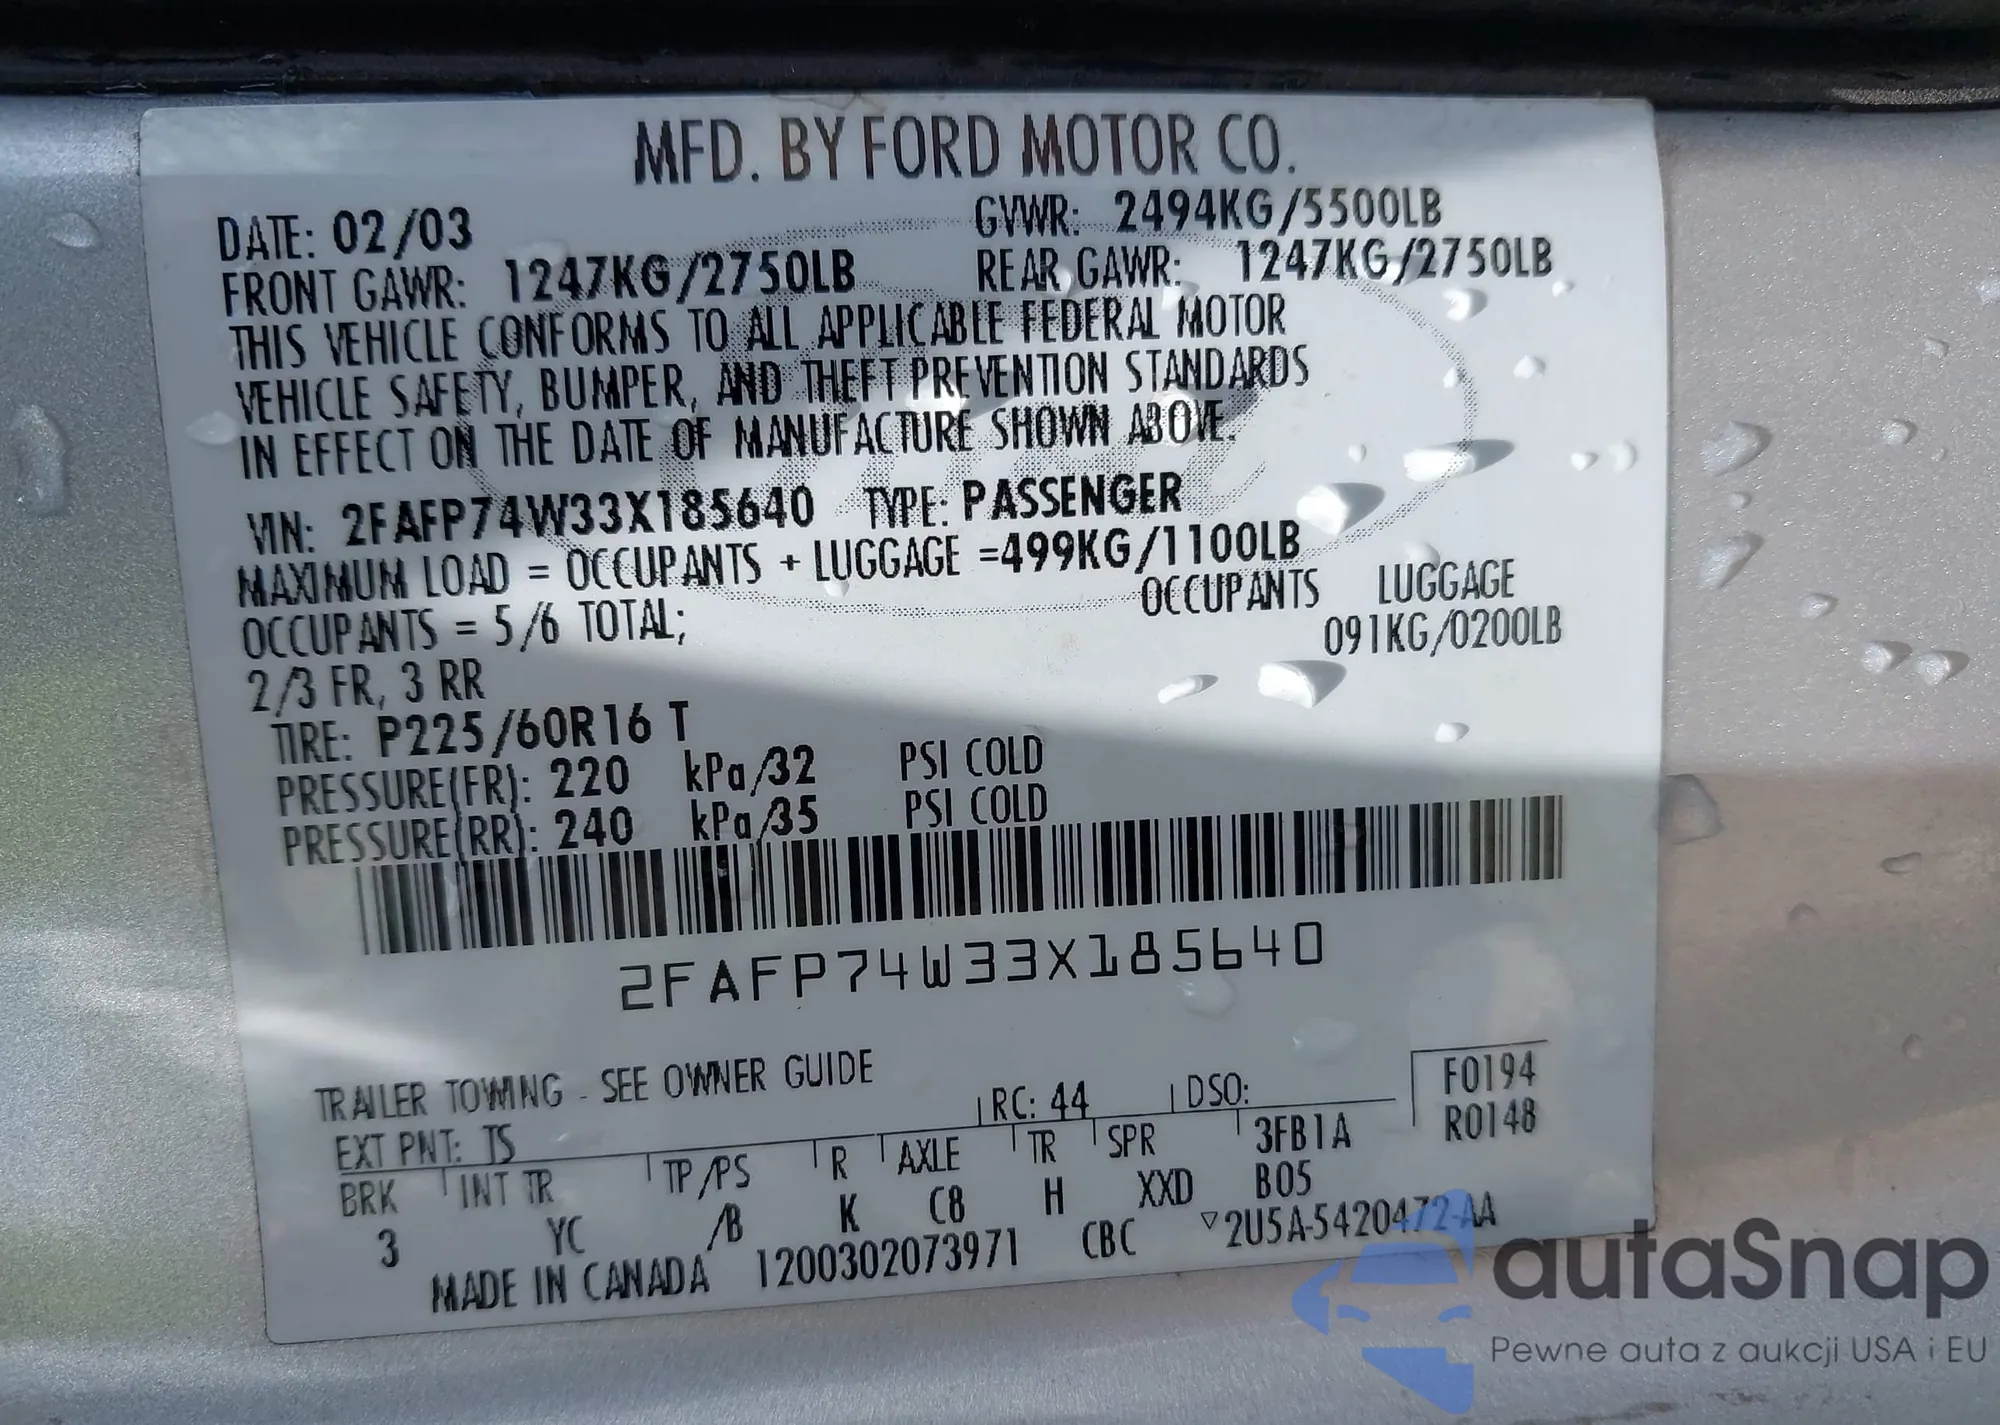 MFD. BY FORD MOTOR CO.
DATE: 02/03 GVWR: 2494KG/5500LB
FRONT GAWR: 1247KG/2750LB REAR GAWR: 1247KG/2750LB
THIS VEHICLE CONFORMS TO ALL APPLICABLE FEDERAL MOTOR
VEHICLE SAFETY, BUMPER, AND THEFT PREVENTION STANDARDS
IN EFFECT ON THE DATE OF MANUFACTURE SHOWN ABOVE.
VIN: 2FAFP74W33X185640 TYPE: PASSENGER
MAXIMUM LOAD = OCCUPANTS + LUGGAGE =499KG/1100LB
OCCUPANTS = 5/6 TOTAL; OCCUPANTS LUGGAGE
2/3 FR, 3 RR 091KG/0200LB
TIRE: P225/60R16 T
PRESSURE(FR): 220 kPa/32 PSI COLD
PRESSURE(RR): 240 kPa/35 PSI COLD
2FAFP74W33X185640
TRAILER TOWING - SEE OWNER GUIDE
EXT PNT: TS RC: 44 DSO: F0194
BRK INT TR TP/PS R AXLE TR SPR 3FB1A R0148
3 YC /B K C8 H XXD B05
MADE IN CANADA 1200302073971 CBC ▽2U5A-5420472-AA
autaSnap
Pewne auta z aukcji USA i EU